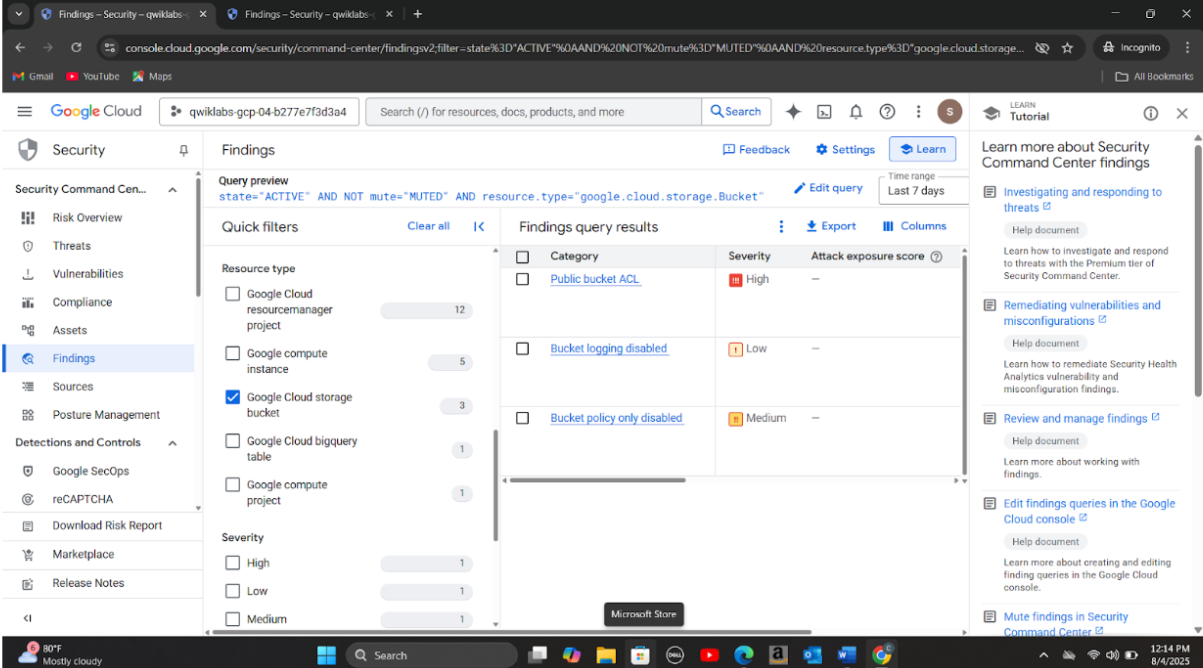 Findings – Security – qwiklabs-g
Findings – Security – qwiklabs-g
console.cloud.google.com/security/command-center/findingsv2;filter=state%3D"ACTIVE"%0AAND%20NOT%20mute%3D"MUTED"%0AAND%20resource.type%3D"google.cloud.storage...
Incognito
Gmail
YouTube
Maps
All Bookmarks
Google Cloud
qwiklabs-gcp-04-b277e7f3d3a4
Search (/) for resources, docs, products, and more
Search
S
LEARN
Tutorial
Security
Findings
Feedback
Settings
Learn
Security Command Cen...
Risk Overview
Threats
Vulnerabilities
Compliance
Assets
Findings
Sources
Posture Management
Detections and Controls
Google SecOps
reCAPTCHA
Download Risk Report
Marketplace
Release Notes
Query preview
state="ACTIVE" AND NOT mute="MUTED" AND resource.type="google.cloud.storage.Bucket"
Edit query
Time range
Last 7 days
Quick filters
Clear all
Resource type
Google Cloud
resourcemanager
project
12
Google compute
instance
5
Google Cloud storage
bucket
3
Google Cloud bigquery
table
1
Google compute
project
1
Severity
High
1
Low
1
Medium
1
Findings query results
Export
Columns
Category
Severity
Attack exposure score
Public bucket ACL
High
–
Bucket logging disabled
Low
–
Bucket policy only disabled
Medium
–
Learn more about Security
Command Center findings
Investigating and responding to
threats
Help document
Learn how to investigate and respond
to threats with the Premium tier of
Security Command Center.
Remediating vulnerabilities and
misconfigurations
Help document
Learn how to remediate Security Health
Analytics vulnerability and
misconfiguration findings.
Review and manage findings
Help document
Learn more about working with
findings.
Edit findings queries in the Google
Cloud console
Help document
Learn more about creating and editing
finding queries in the Google Cloud
console.
Mute findings in Security
Command Center
Microsoft Store
6
80°F
Mostly cloudy
Search
DELL
12:14 PM
8/4/2025